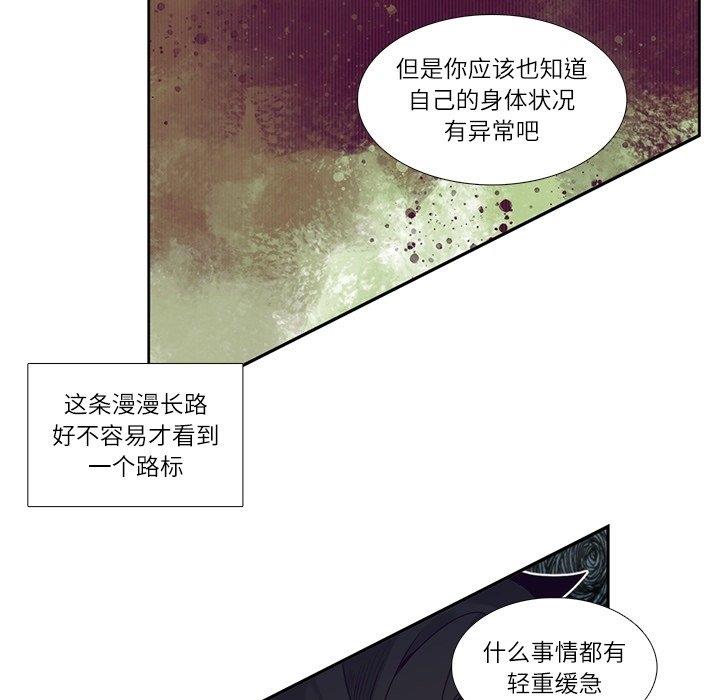 但是你应该也知道
自己的身体状况
有异常吧
这条漫漫长路
好不容易才看到
一个路标
什么事情都有
轻重缓急